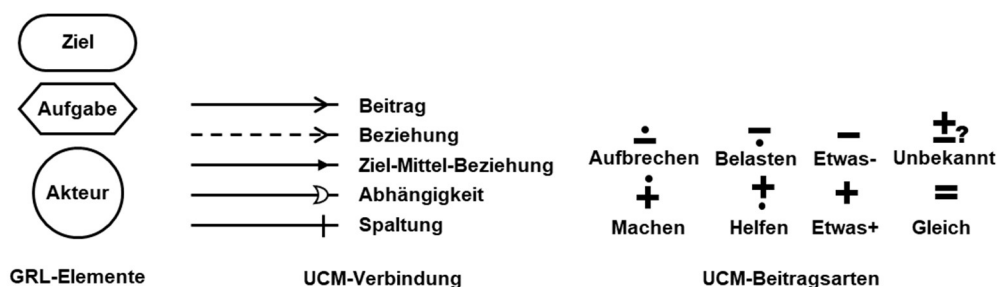 Ziel
Aufgabe
Akteur
GRL-Elemente
Beitrag
Beziehung
Ziel-Mittel-Beziehung
Abhängigkeit
Spaltung
UCM-Verbindung
Aufbrechen Belasten Etwas- Unbekannt
Machen Helfen Etwas+ Gleich
UCM-Beitragsarten